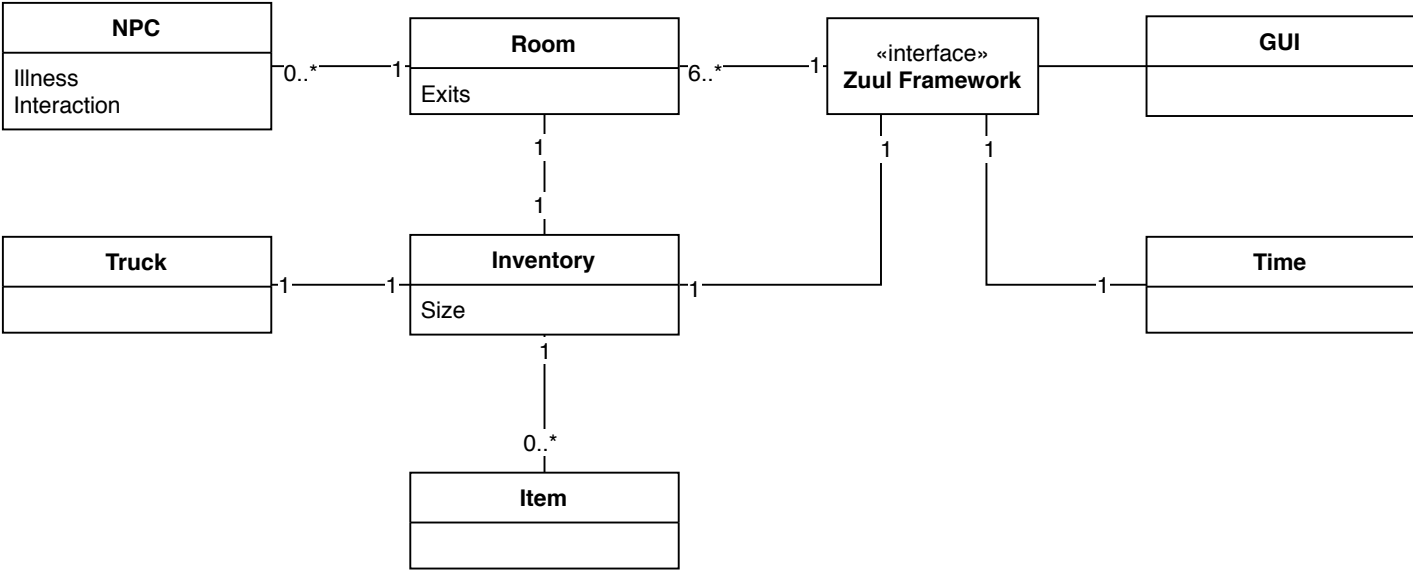 NPC
Illness
Interaction
0..*
1
Room
Exits
6..*
1
«interface»
Zuul Framework
GUI
1
1
1
1
Truck
1
1
Inventory
Size
1
1
Time
1
0..*
Item